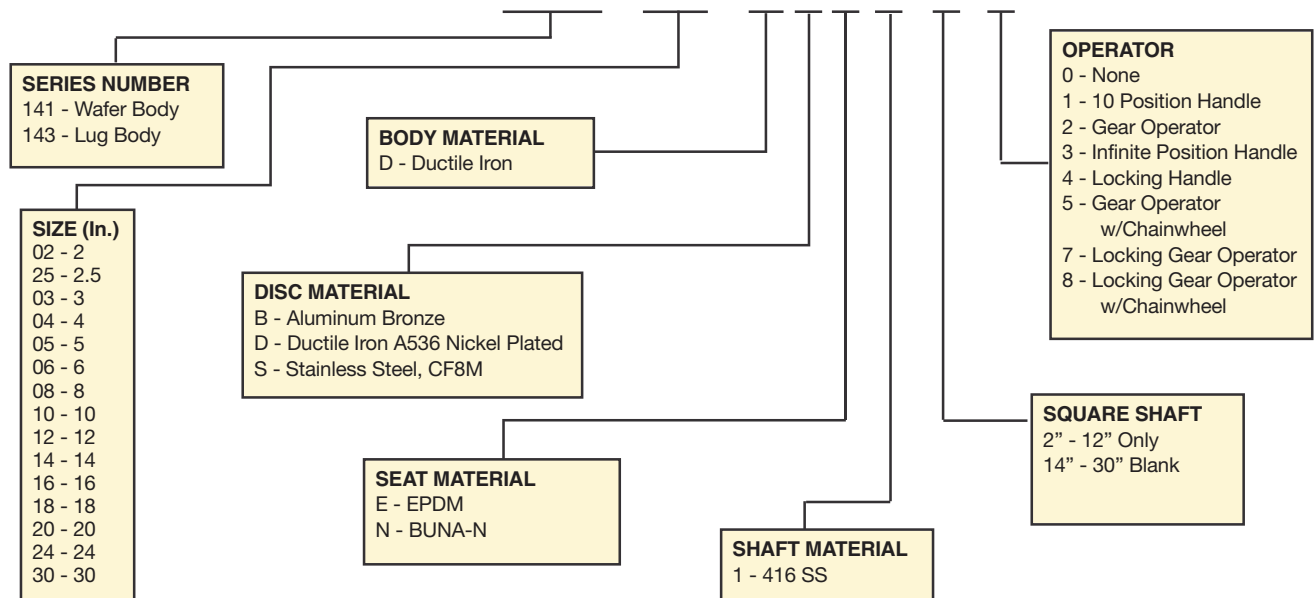 SERIES NUMBER
141 - Wafer Body
143 - Lug Body
SIZE (In.)
02 - 2
25 - 2.5
03 - 3
04 - 4
05 - 5
06 - 6
08 - 8
10 - 10
12 - 12
14 - 14
16 - 16
18 - 18
20 - 20
24 - 24
30 - 30
BODY MATERIAL
D - Ductile Iron
DISC MATERIAL
B - Aluminum Bronze
D - Ductile Iron A536 Nickel Plated
S - Stainless Steel, CF8M
SEAT MATERIAL
E - EPDM
N - BUNA-N
SHAFT MATERIAL
1 - 416 SS
SQUARE SHAFT
2” - 12” Only
14” - 30” Blank
OPERATOR
0 - None
1 - 10 Position Handle
2 - Gear Operator
3 - Infinite Position Handle
4 - Locking Handle
5 - Gear Operator
w/Chainwheel
7 - Locking Gear Operator
8 - Locking Gear Operator
w/Chainwheel